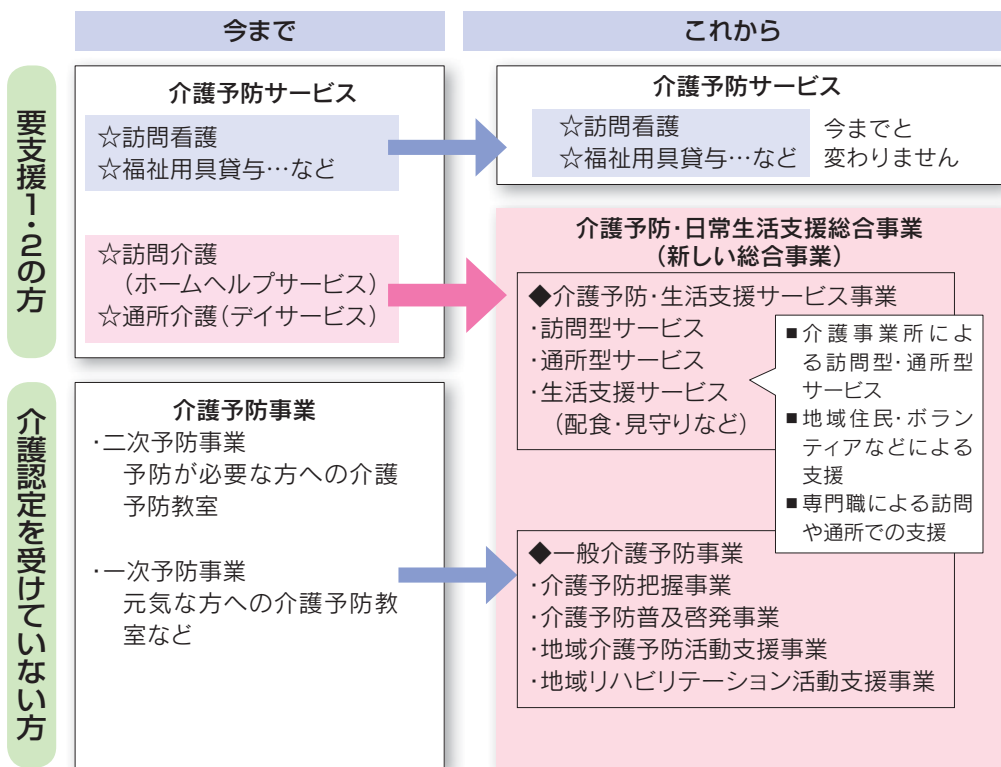 今まで
これから
要支援1・2の方
介護予防サービス
☆訪問看護
☆福祉用具貸与…など
☆訪問介護
(ホームヘルプサービス)
☆通所介護(デイサービス)
介護予防サービス
☆訪問看護
☆福祉用具貸与…など
今までと
変わりません
介護予防・日常生活支援総合事業
(新しい総合事業)
◆介護予防・生活支援サービス事業
・訪問型サービス
・通所型サービス
・生活支援サービス
(配食・見守りなど)
■介護事業所によ
る訪問型・通所型
サービス
■地域住民・ボラン
ティアなどによる
支援
■専門職による訪問
や通所での支援
介護認定を受けていない方
介護予防事業
・二次予防事業
予防が必要な方への介護
予防教室
・一次予防事業
元気な方への介護予防教
室など
◆一般介護予防事業
・介護予防把握事業
・介護予防普及啓発事業
・地域介護予防活動支援事業
・地域リハビリテーション活動支援事業